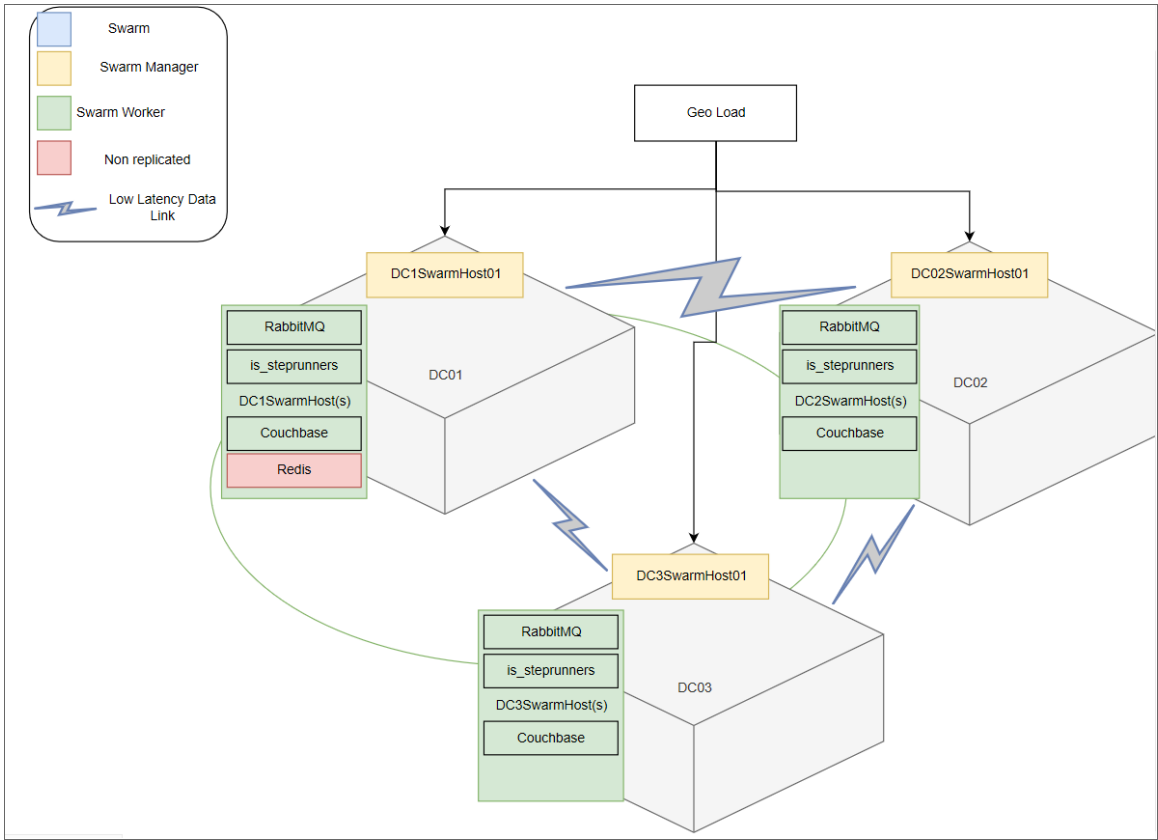 Swarm
Swarm Manager
Swarm Worker
Non replicated
Low Latency Data
Link
Geo Load
DC1SwarmHost01
DC02SwarmHost01
RabbitMQ
is_steprunners
DC1SwarmHost(s)
Couchbase
Redis
DC01
RabbitMQ
is_steprunners
DC2SwarmHost(s)
Couchbase
DC02
DC3SwarmHost01
RabbitMQ
is_steprunners
DC3SwarmHost(s)
Couchbase
DC03